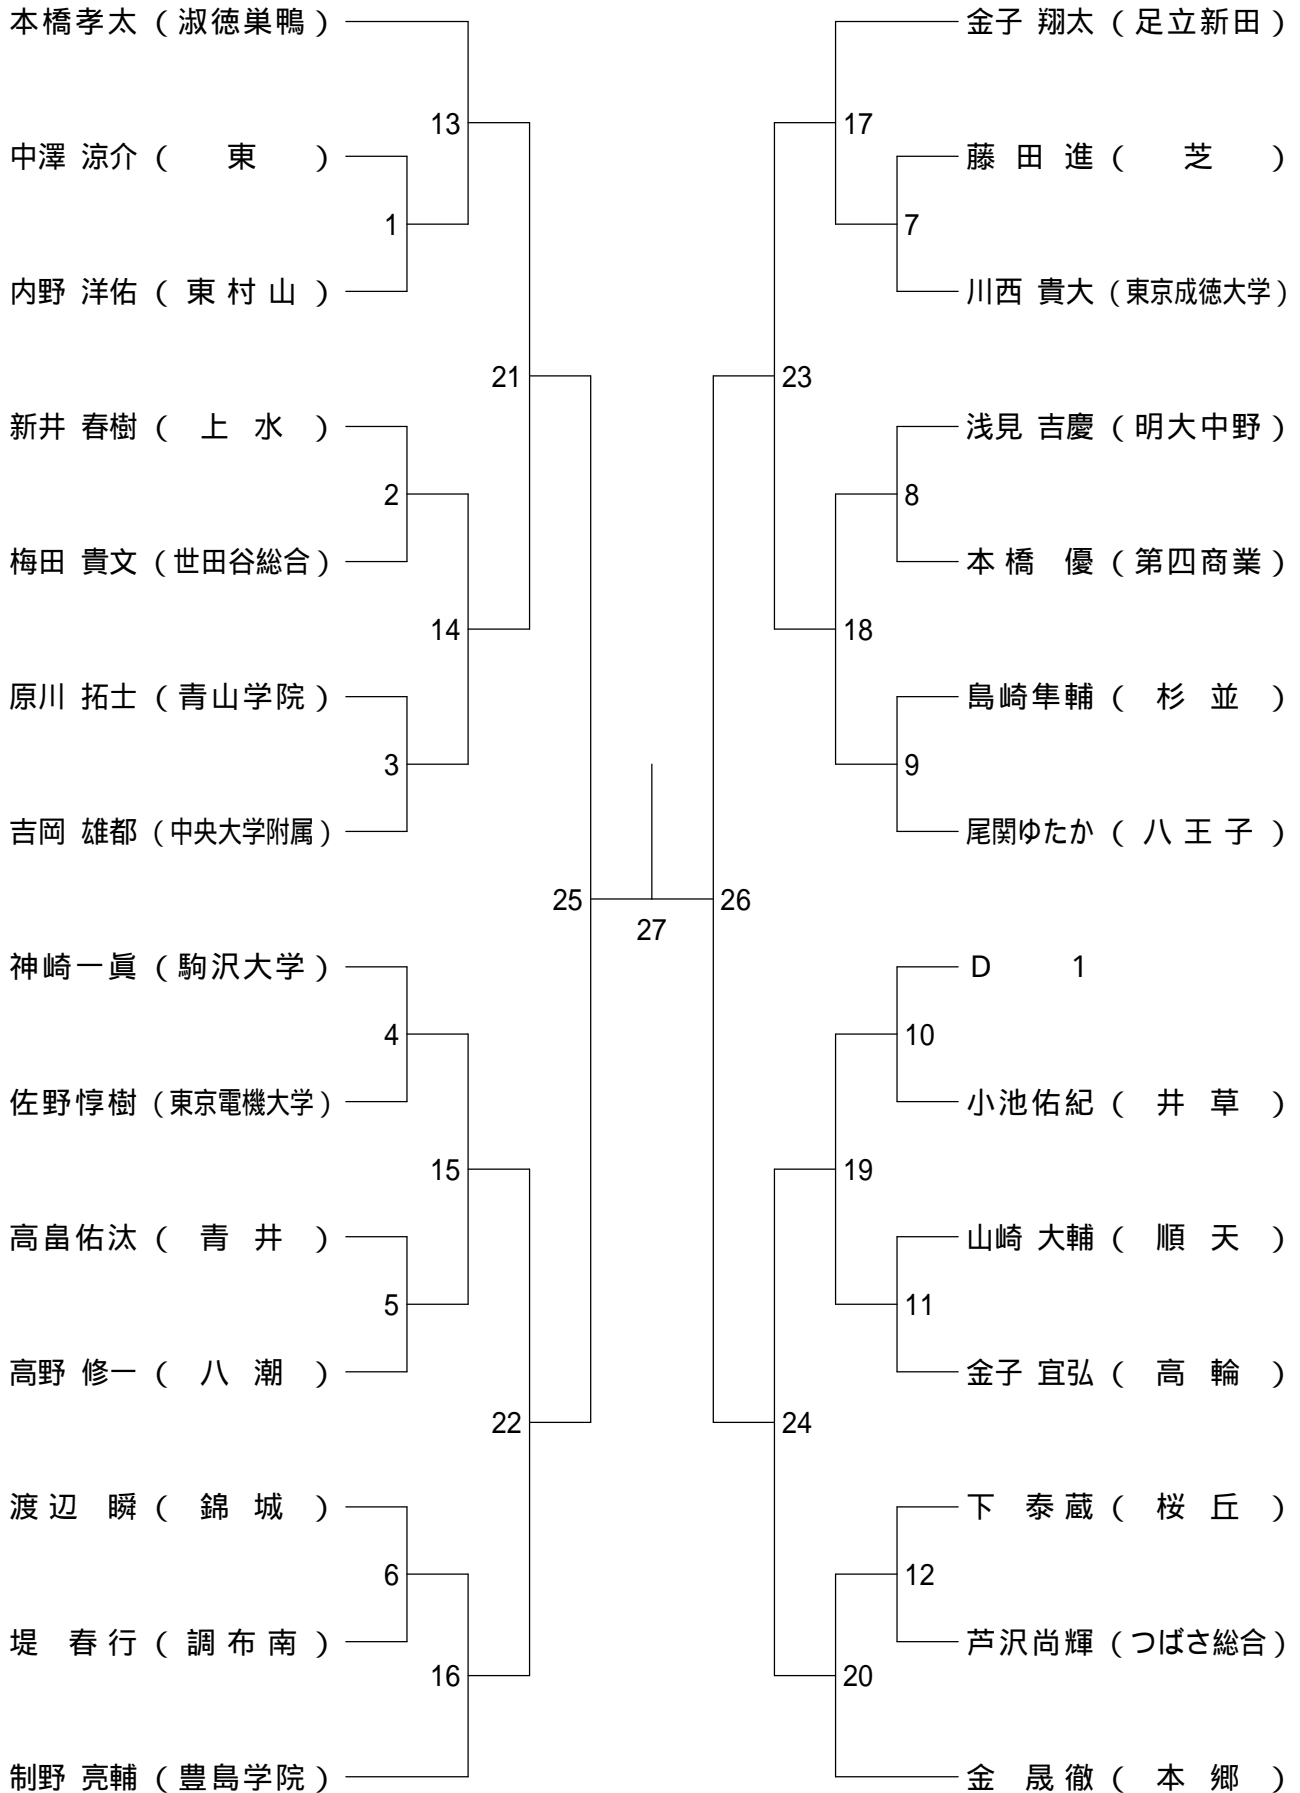 本橋孝太 ( 淑徳巣鴨 )
13
中澤 涼介 ( 東 )
1
内野 洋佑 ( 東村山 )
21
新井 春樹 ( 上水 )
2
梅田 貴文 ( 世田谷総合 )
14
原川 拓士 ( 青山学院 )
3
吉岡 雄都 ( 中央大学附属 )
25
神崎一眞 ( 駒沢大学 )
4
佐野惇樹 ( 東京電機大学 )
15
高畠佑汰 ( 青井 )
5
高野 修一 ( 八潮 )
22
渡辺 瞬 ( 錦城 )
6
堤 春行 ( 調布南 )
16
制野 亮輔 ( 豊島学院 )
27
金子 翔太 ( 足立新田 )
17
藤田進 ( 芝 )
7
川西 貴大 ( 東京成徳大学 )
23
浅見 吉慶 ( 明大中野 )
8
本橋 優 ( 第四商業 )
18
島崎隼輔 ( 杉並 )
9
尾関ゆたか ( 八王子 )
26
D 1
10
小池佑紀 ( 井草 )
19
山崎 大輔 ( 順天 )
11
金子 宜弘 ( 高輪 )
24
下 泰蔵 ( 桜丘 )
12
芦沢尚輝 ( つばさ総合 )
20
金 晟徹 ( 本郷 )